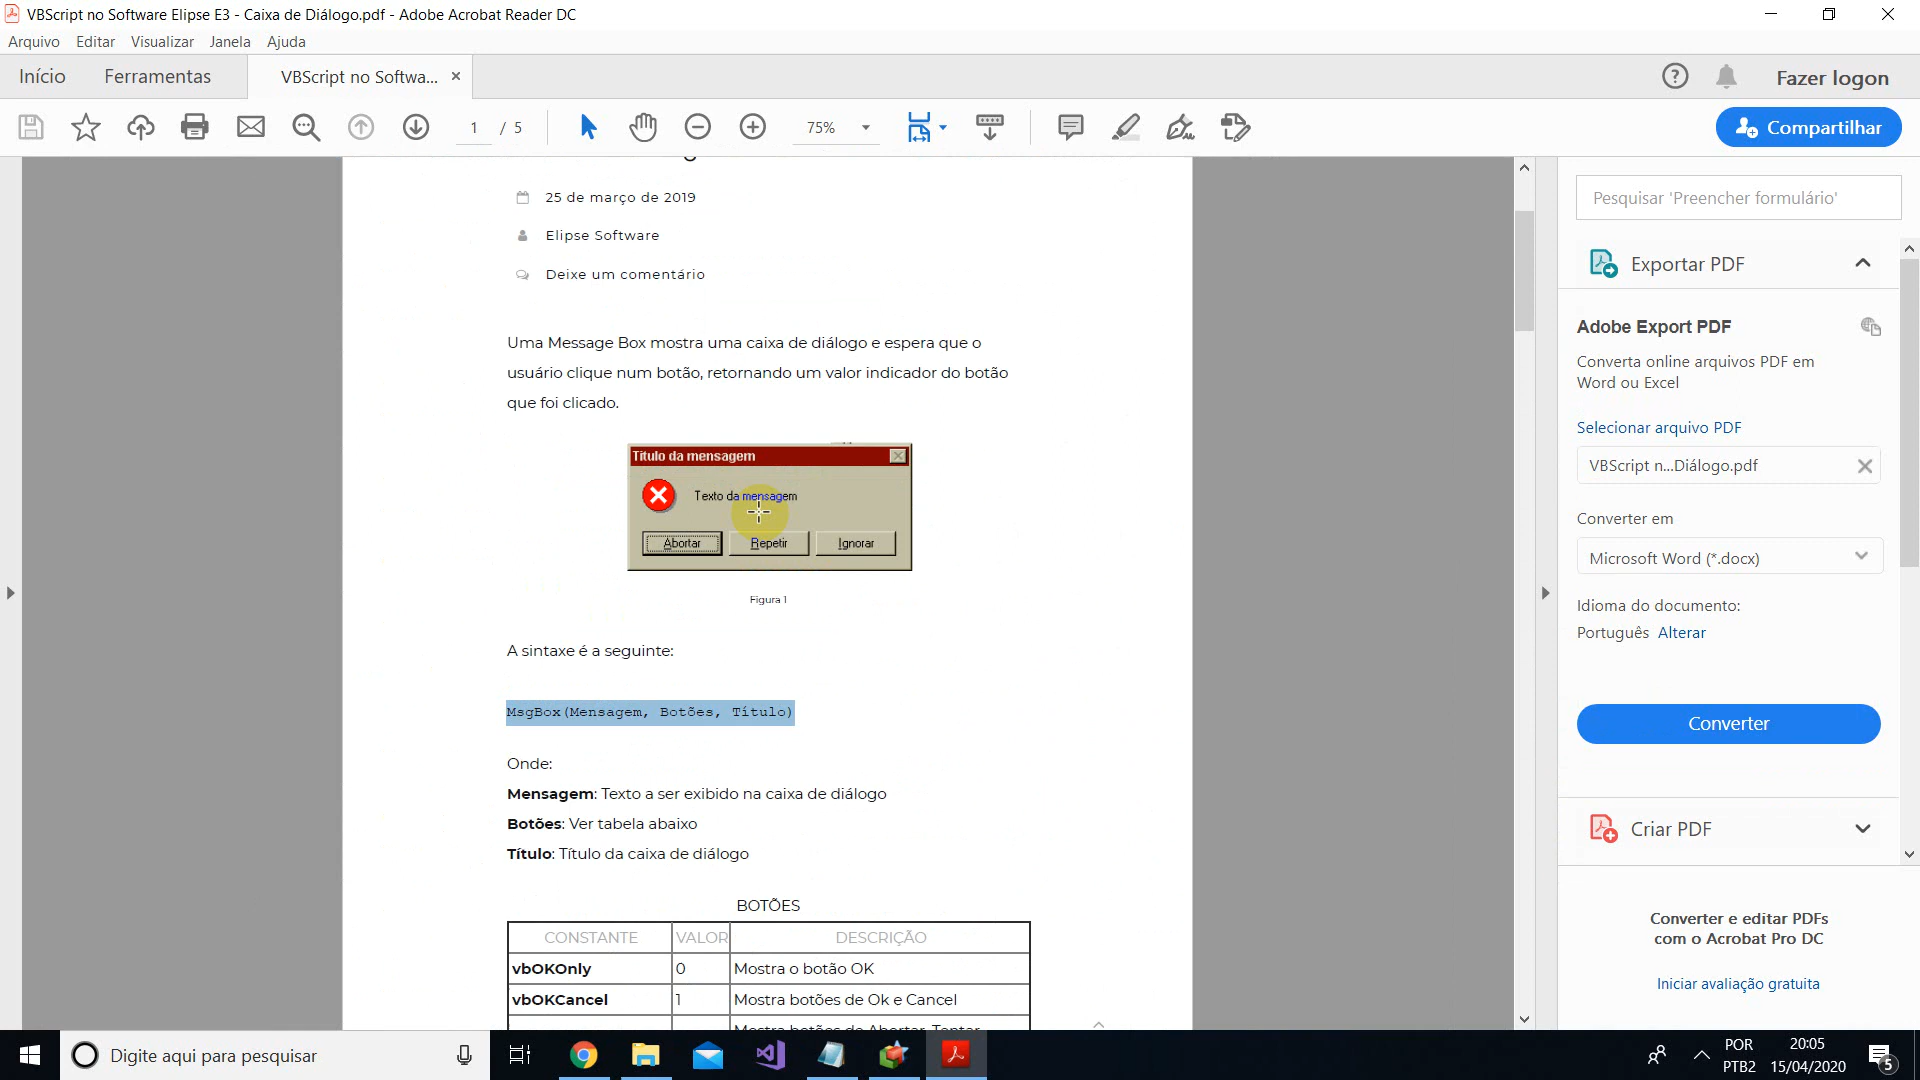 VBScript no Software Elipse E3 - Caixa de Diálogo.pdf - Adobe Acrobat Reader DC
Arquivo Editar Visualizar Janela Ajuda
Início Ferramentas VBScript no Softwa... × Fazer logon
1 / 5 75% Compartilhar
25 de março de 2019
Elipse Software
Deixe um comentário
Uma Message Box mostra uma caixa de diálogo e espera que o
usuário clique num botão, retornando um valor indicador do botão
que foi clicado.
Título da mensagem
Texto da mensagem
Abortar Repetir Ignorar
Figura 1
A sintaxe é a seguinte:
MsgBox(Mensagem, Botões, Título)
Onde:
Mensagem: Texto a ser exibido na caixa de diálogo
Botões: Ver tabela abaixo
Título: Título da caixa de diálogo
BOTÕES
CONSTANTE VALOR DESCRIÇÃO
vbOKOnly 0 Mostra o botão OK
vbOKCancel 1 Mostra botões de Ok e Cancel
Mostra botões de Abortar, Tentar
Pesquisar 'Preencher formulário'
Exportar PDF
Adobe Export PDF
Converta online arquivos PDF em
Word ou Excel
Selecionar arquivo PDF
VBScript n...Diálogo.pdf
Converter em
Microsoft Word (*.docx)
Idioma do documento:
Português Alterar
Converter
Criar PDF
Converter e editar PDFs
com o Acrobat Pro DC
Iniciar avaliação gratuita
Digite aqui para pesquisar
POR
PTB2
20:05
15/04/2020
5